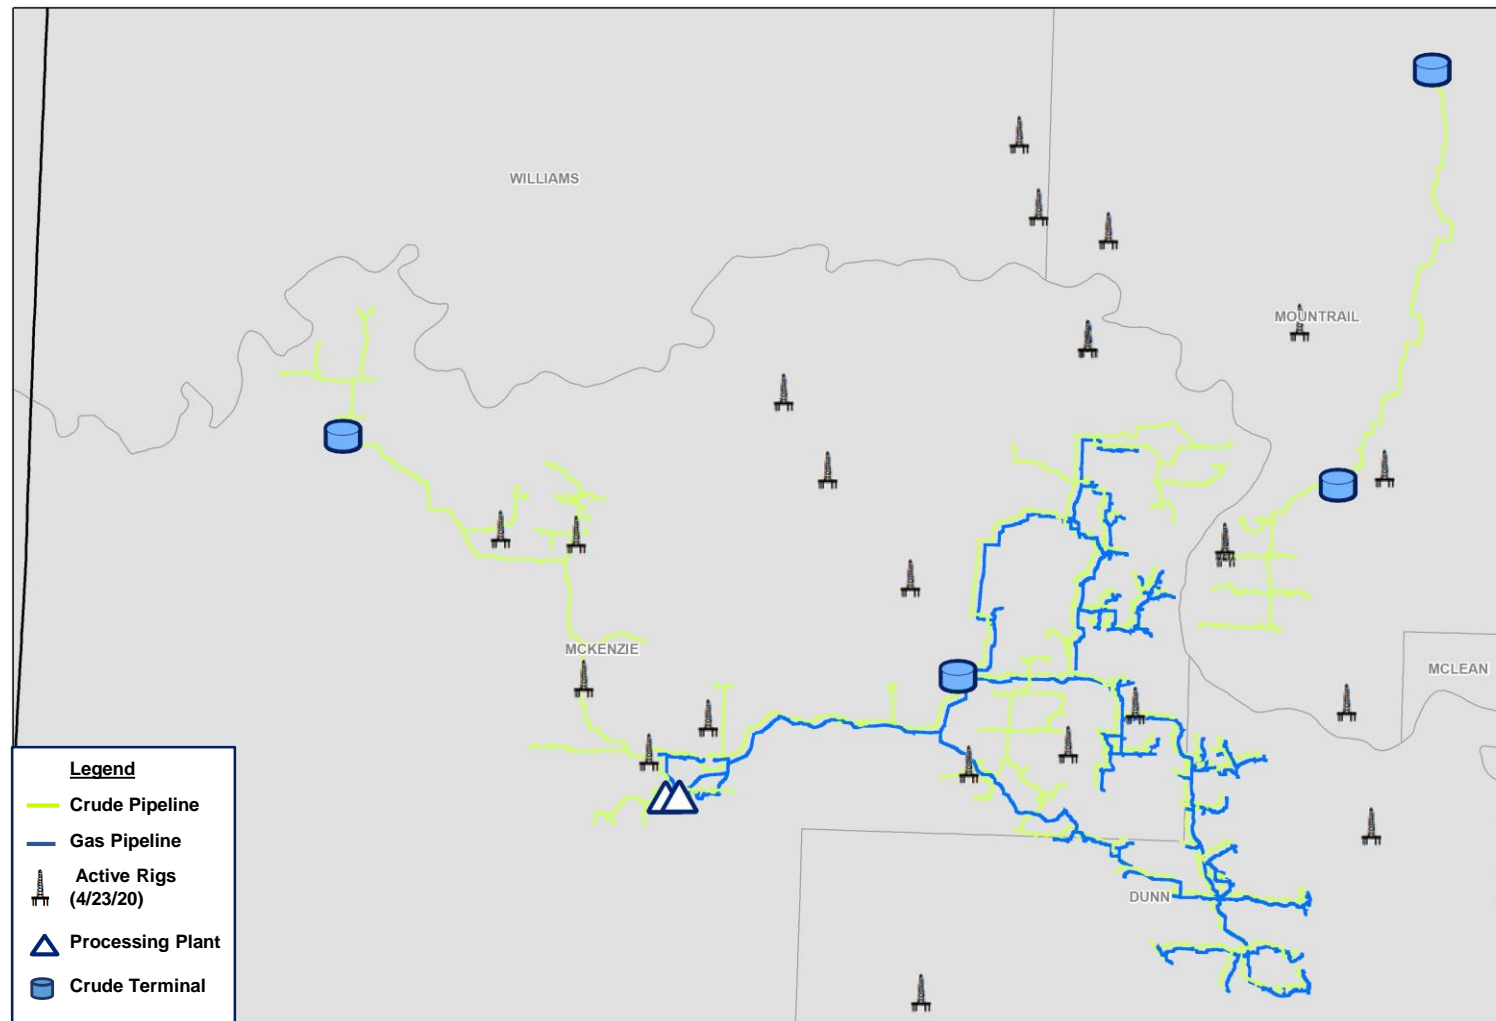 WILLIAMS
MOUNTRAIL
MCKENZIE
MCLEAN
DUNN
Legend
Crude Pipeline
Gas Pipeline
Active Rigs
(4/23/20)
Processing Plant
Crude Terminal